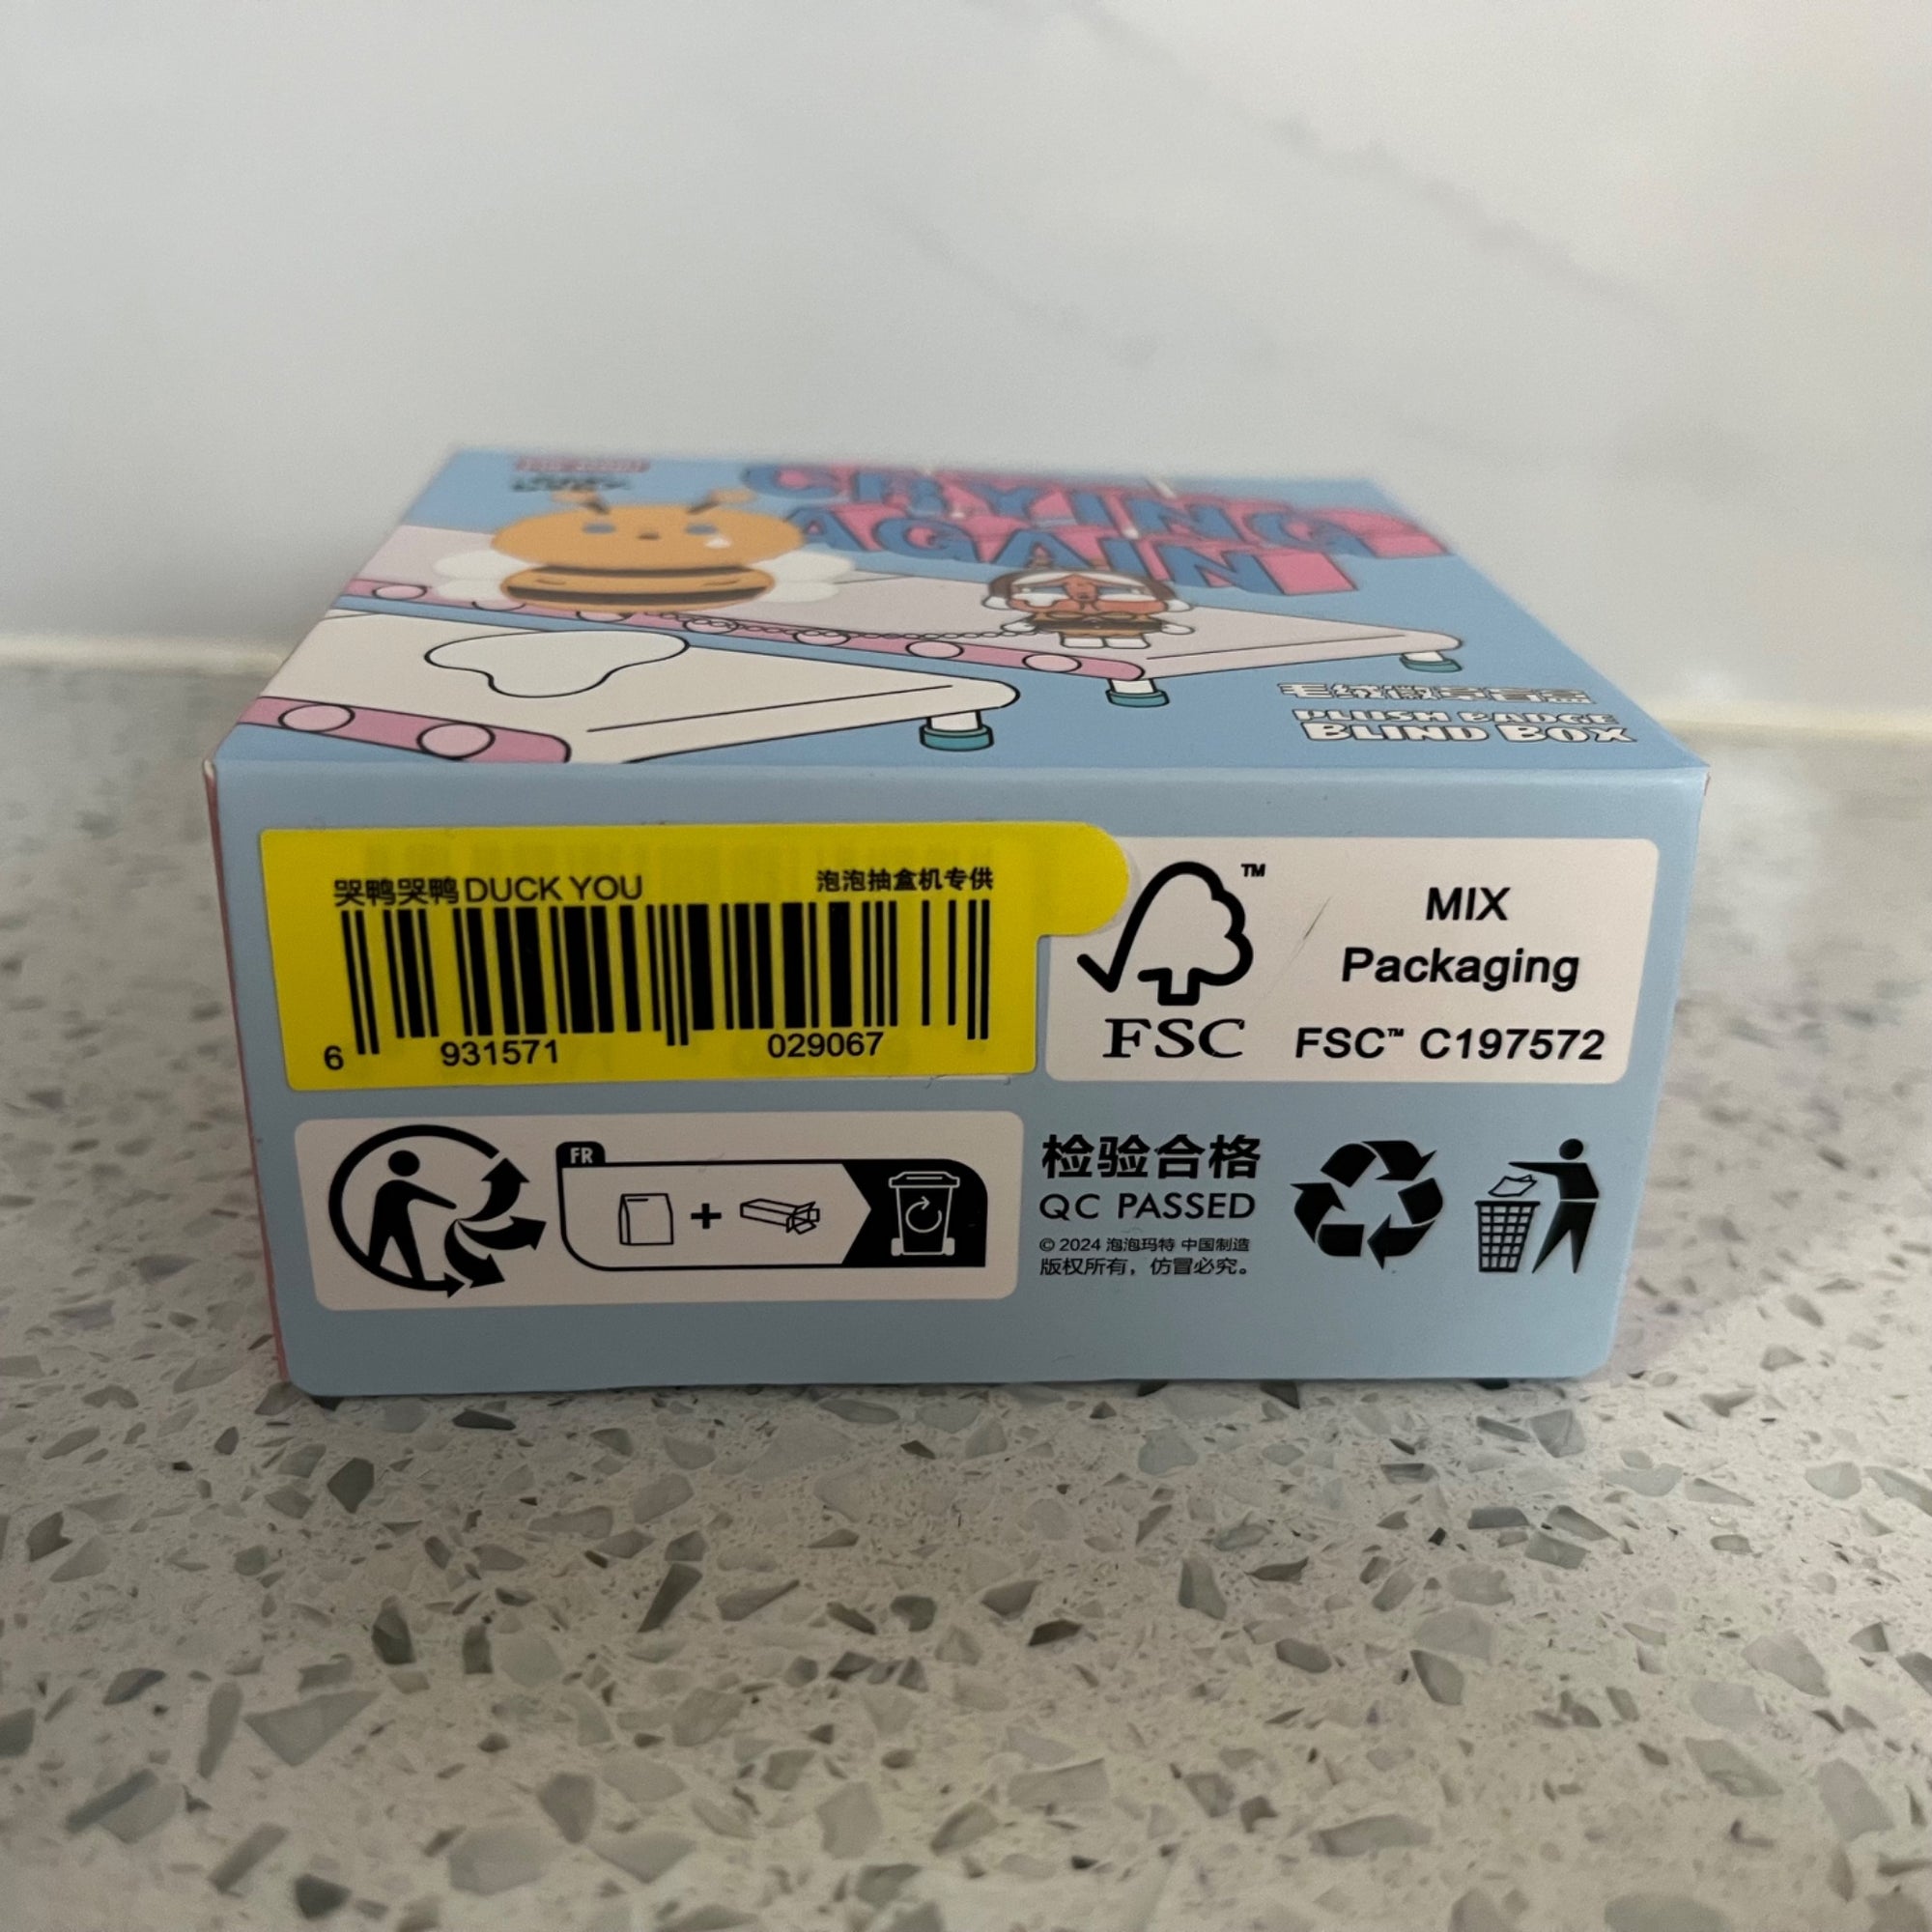 CRYING
AGAIN
毛绒徽章盲盒
PLUSH BADGE
BLIND BOX
哭鸭哭鸭 DUCK YOU
泡泡抽盒机专供
6 931571 029067
FSC
™
MIX
Packaging
FSC™ C197572
FR
+
检验合格
QC PASSED
© 2024 泡泡玛特 中国制造
版权所有，仿冒必究。